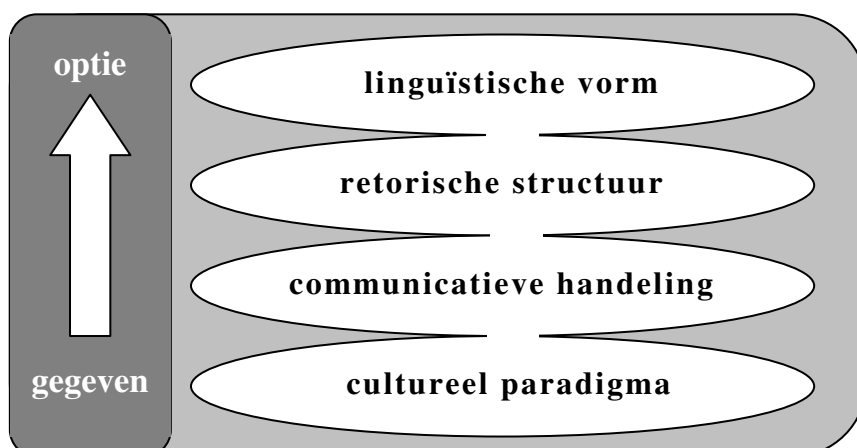 optie
linguïstische vorm
retorische structuur
communicatieve handeling
gegeven
cultureel paradigma